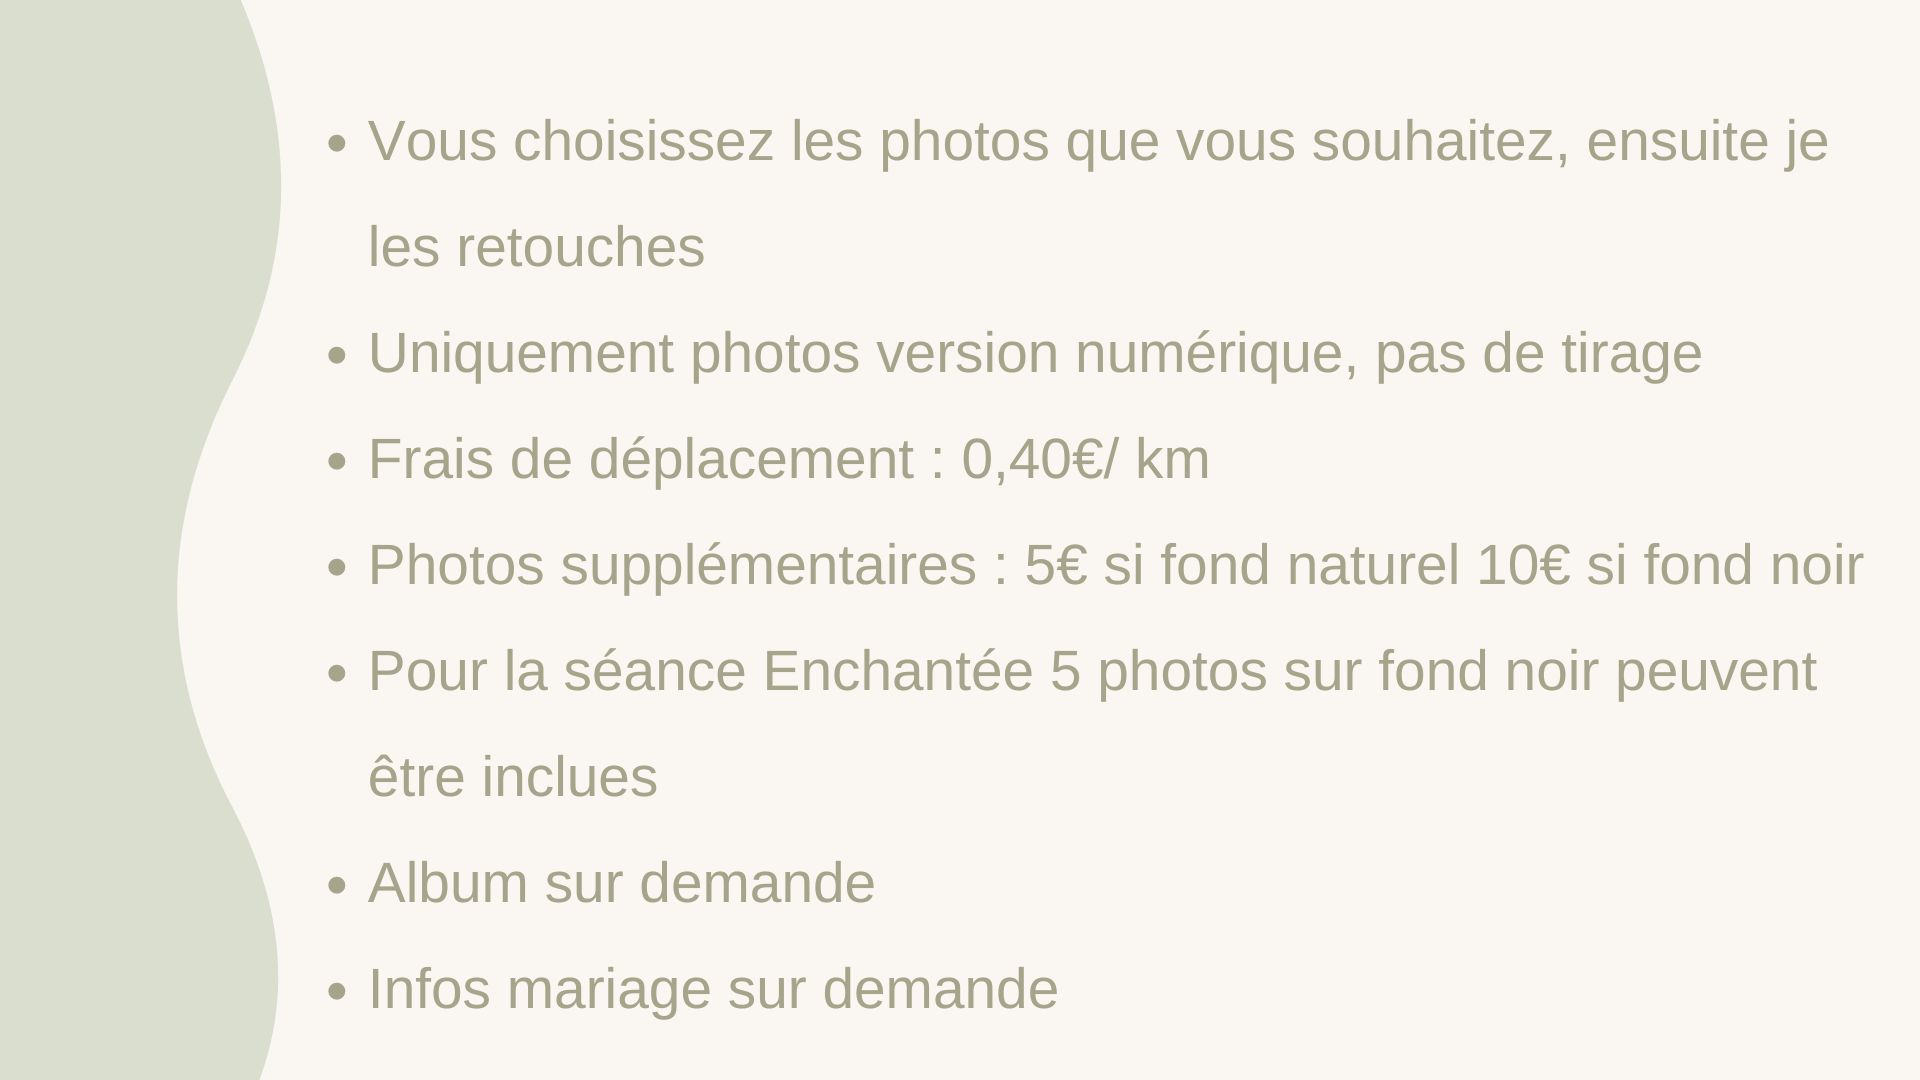 • Vous choisissez les photos que vous souhaitez, ensuite je
les retouches
• Uniquement photos version numérique, pas de tirage
• Frais de déplacement : 0,40€/ km
• Photos supplémentaires : 5€ si fond naturel 10€ si fond noir
• Pour la séance Enchantée 5 photos sur fond noir peuvent
être inclues
• Album sur demande
• Infos mariage sur demande